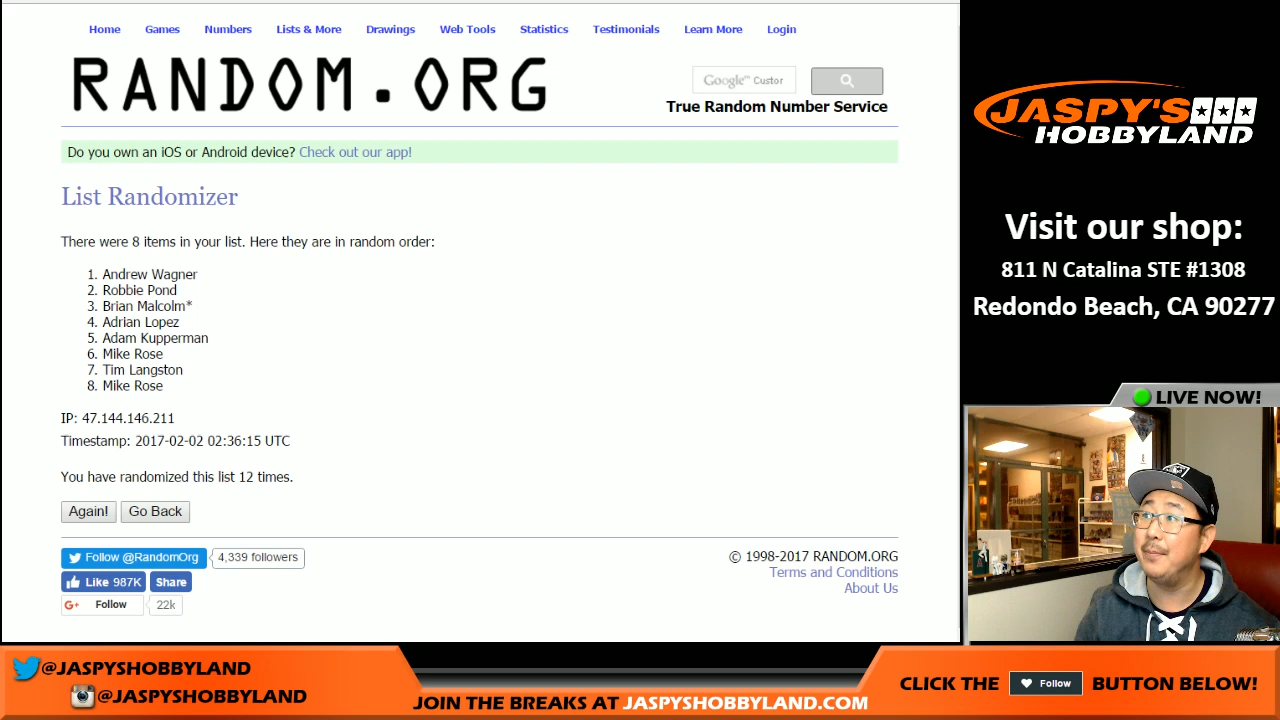 Home Games Numbers Lists & More Drawings Web Tools Statistics Testimonials Learn More Login
RANDOM.ORG
Google™ Custor
True Random Number Service
Do you own an iOS or Android device? Check out our app!
List Randomizer
There were 8 items in your list. Here they are in random order:
1. Andrew Wagner
2. Robbie Pond
3. Brian Malcolm*
4. Adrian Lopez
5. Adam Kupperman
6. Mike Rose
7. Tim Langston
8. Mike Rose
IP: 47.144.146.211
Timestamp: 2017-02-02 02:36:15 UTC
You have randomized this list 12 times.
Again! Go Back
Follow @RandomOrg 4,339 followers
Like 987K Share
G+ Follow 22k
© 1998-2017 RANDOM.ORG
Terms and Conditions
About Us
JASPY'S
HOBBYLAND
Visit our shop:
811 N Catalina STE #1308
Redondo Beach, CA 90277
LIVE NOW!
@JASPYSHOBBYLAND
@JASPYSHOBBYLAND
JOIN THE BREAKS AT JASPYSHOBBYLAND.COM
CLICK THE Follow BUTTON BELOW!